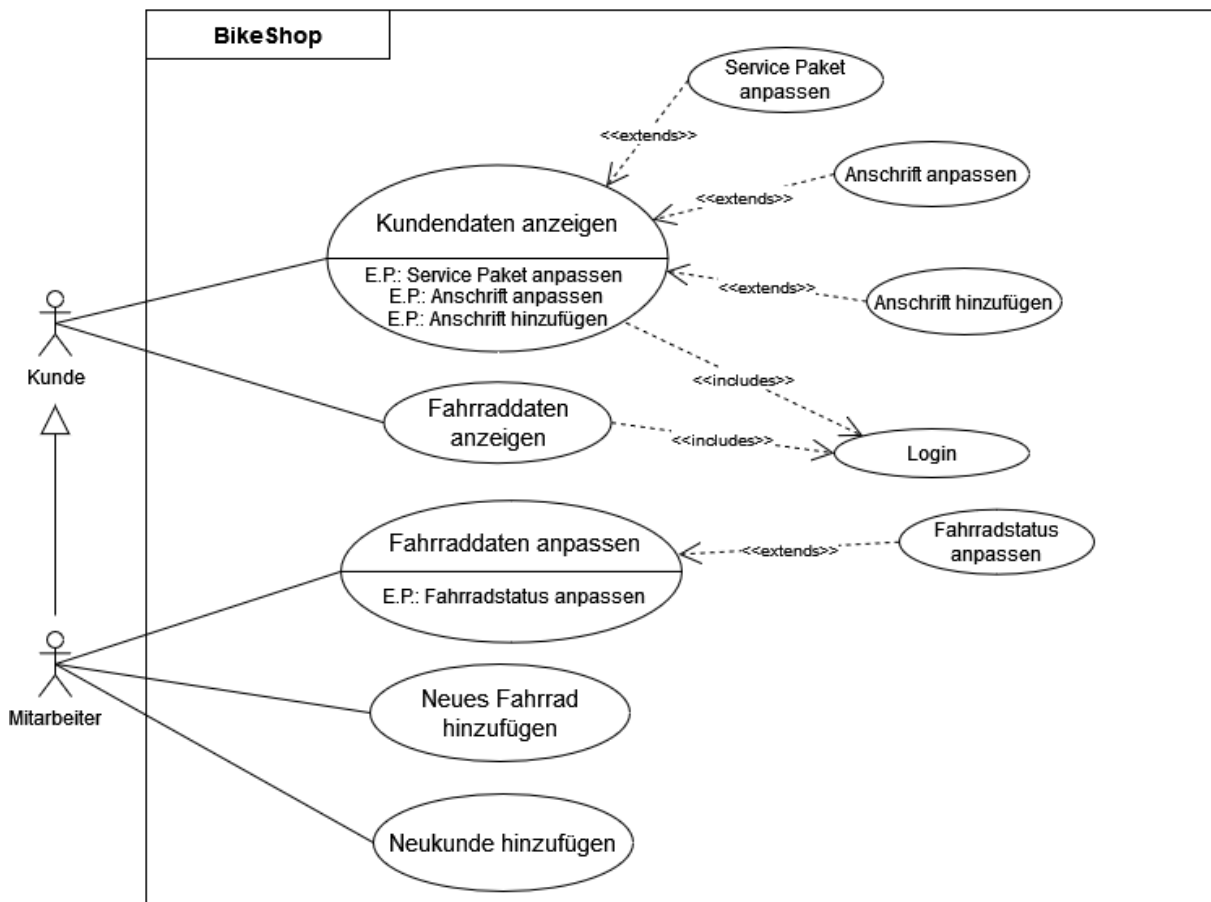 BikeShop
Service Paket
anpassen
<<extends>>
Anschrift anpassen
<<extends>>
Kundendaten anzeigen
E.P.: Service Paket anpassen
E.P.: Anschrift anpassen
E.P.: Anschrift hinzufügen
<<extends>>
Anschrift hinzufügen
Kunde
<<includes>>
Fahrraddaten
anzeigen
<<includes>>
Login
Fahrraddaten anpassen
E.P.: Fahrradstatus anpassen
<<extends>>
Fahrradstatus
anpassen
Mitarbeiter
Neues Fahrrad
hinzufügen
Neukunde hinzufügen